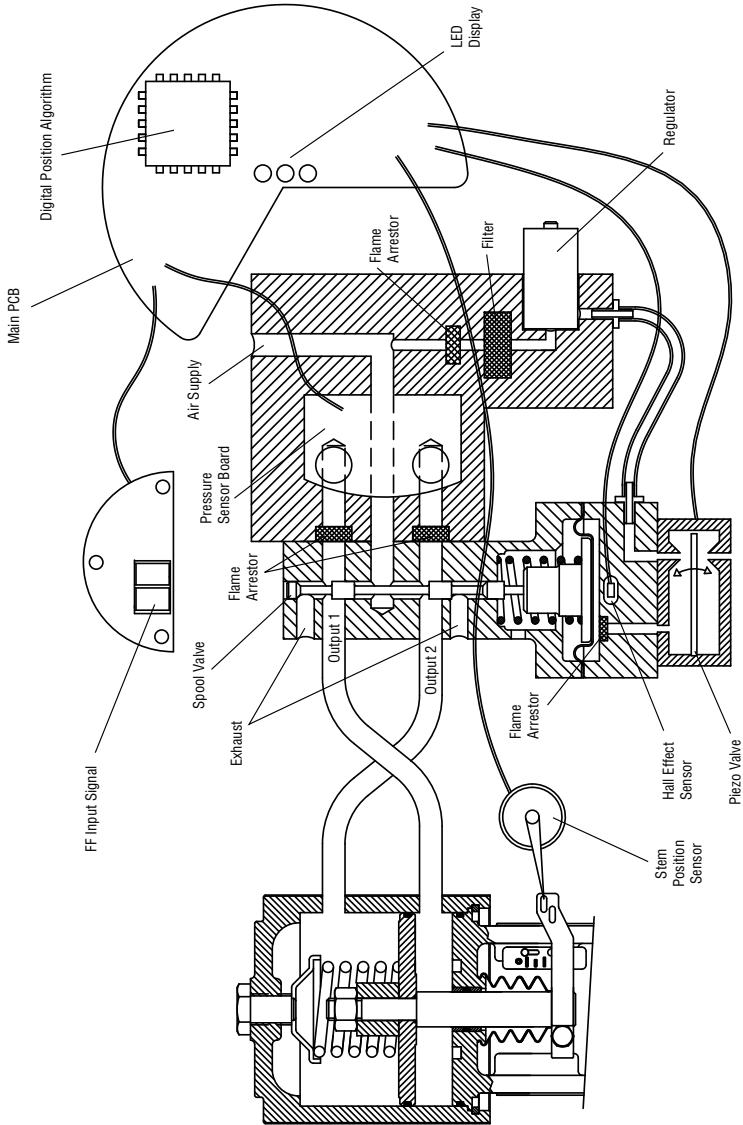 Digital Position Algorithm
LED
Display
Main PCB
Flame
Arrestor
Filter
Regulator
Air Supply
Pressure
Sensor Board
Flame
Arrestor
Spool Valve
Output 1
Output 2
Exhaust
FF Input Signal
Flame
Arrestor
Hall Effect
Sensor
Piezo Valve
Stem
Position
Sensor